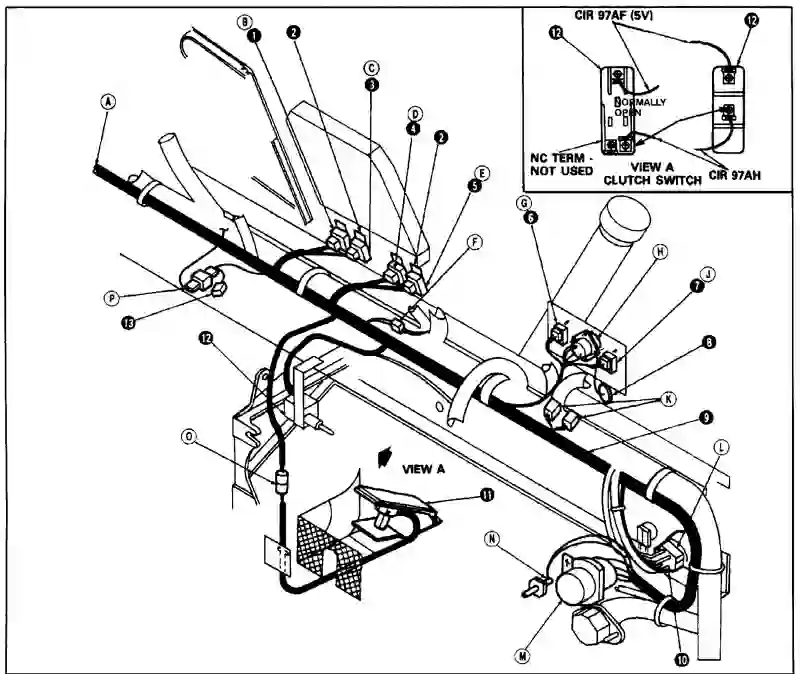 CIR 97AF (5V)
12
12
NORMALLY
OPEN
NC TERM -
NOT USED
VIEW A
CLUTCH SWITCH
CIR 97AH
B
1
2
C
3
D
4
2
E
5
F
A
G
6
H
J
7
8
K
9
L
P
13
12
O
VIEW A
11
N
M
10